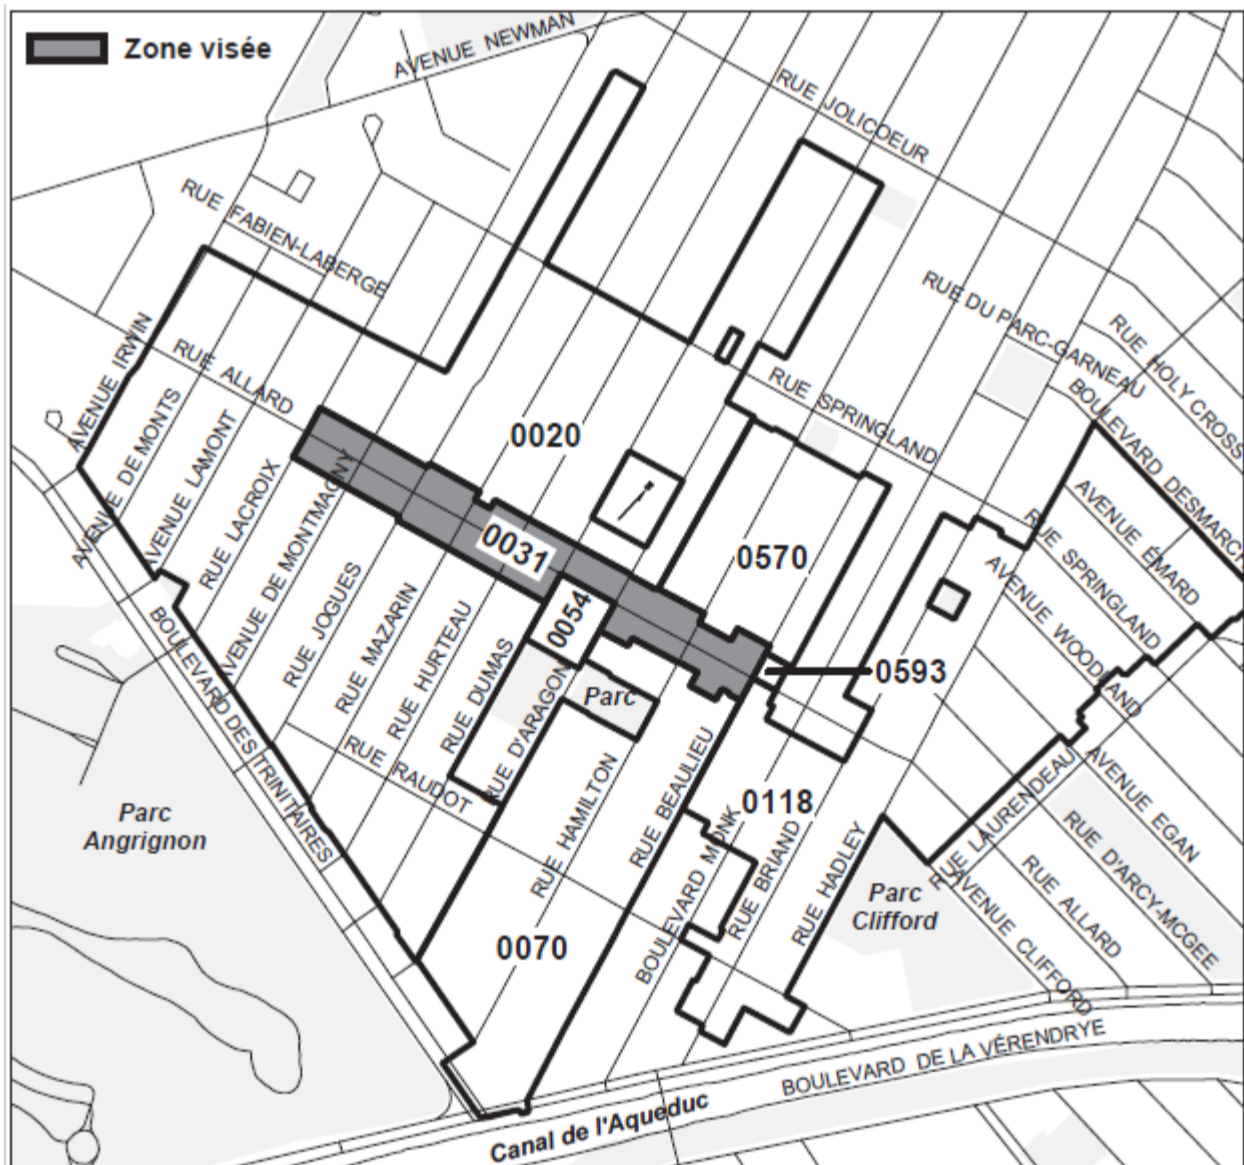 Zone visée
AVENUE NEWMAN
RUE JOLICOEUR
RUE FABIEN-LABERGE
RUE DU PARC-GARNEAU
RUE HOLY CROSS
AVENUE IRWIN
RUE ALLARD
RUE SPRINGLAND
BOULEVARD DESMARCH
AVENUE DE MONTS
AVENUE LAMONT
RUE LACROIX
AVENUE DE MONTMAGNY
0020
0031
0570
0054
0593
RUE SPRINGLAND
AVENUE ÉMARD
AVENUE WOODLAND
RUE JOGUES
RUE MAZARIN
RUE HURTEAU
RUE DUMAS
RUE D'ARAGON
Parc
BOULEVARD DES TRINITAIRES
RUE RAUDOT
RUE HAMILTON
RUE BEAULIEU
0118
BOULEVARD MONK
RUE BRIAND
RUE HADLEY
RUE LAURENDEAU
AVENUE EGAN
RUE D'ARCY-MCGEE
RUE ALLARD
AVENUE CLIFFORD
Parc
Angrignon
Parc
Clifford
0070
BOULEVARD DE LA VÉRENDRYE
Canal de l'Aqueduc